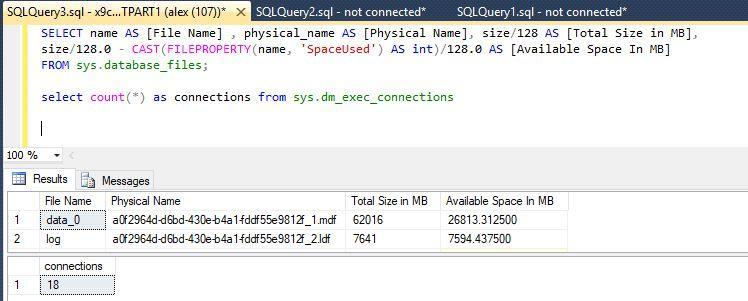 SQLQuery3.sql - x9c...TPART1 (alex (107))* × SQLQuery2.sql - not connected* SQLQuery1.sql - not connected*
SELECT name AS [File Name] , physical_name AS [Physical Name], size/128 AS [Total Size in MB],
size/128.0 - CAST(FILEPROPERTY(name, 'SpaceUsed') AS int)/128.0 AS [Available Space In MB]
FROM sys.database_files;
select count(*) as connections from sys.dm_exec_connections
100 %
Results Messages
File Name Physical Name Total Size in MB Available Space In MB
1 data_0 a0f2964d-d6bd-430e-b4a1-fddf55e9812f_1.mdf 62016 26813.312500
2 log a0f2964d-d6bd-430e-b4a1-fddf55e9812f_2.ldf 7641 7594.437500
connections
1 18